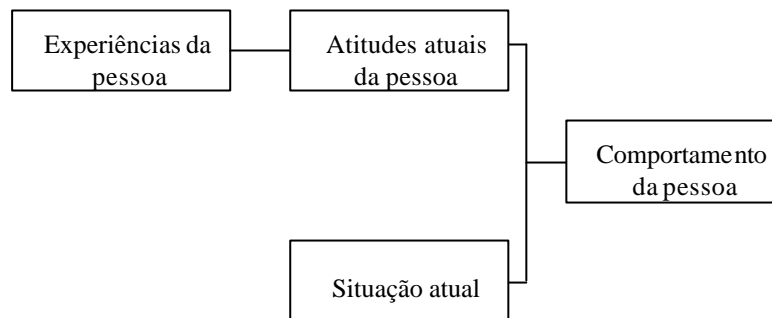 Experiências da
pessoa
Atitudes atuais
da pessoa
Comportamento
da pessoa
Situação atual